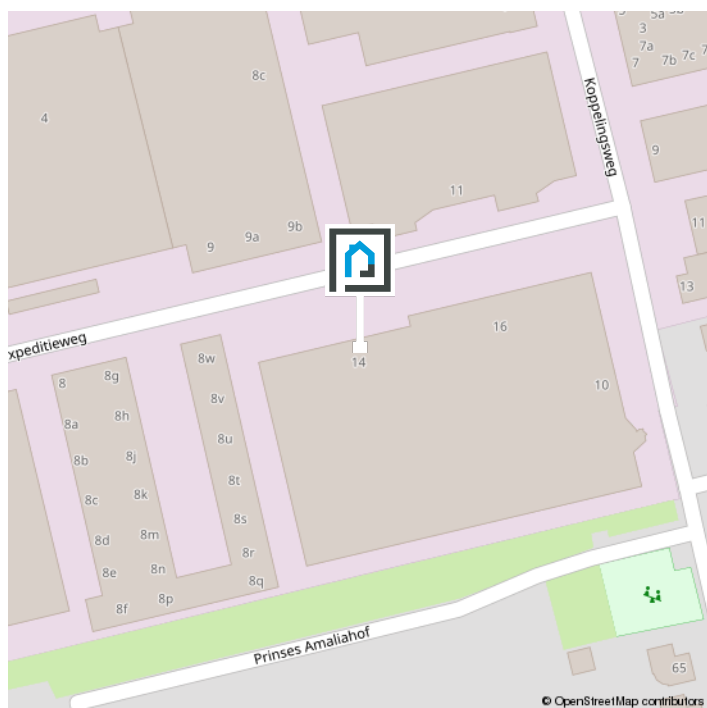 5a
3
7a
7
7b
7c
8c
4
Koppelingsweg
9
11
9b
9a
9
11
13
xpeditieweg
16
14
10
8w
8g
8
8v
8h
8a
8u
8b
8j
8t
8k
8c
8s
8m
8d
8r
8n
8e
8q
8p
8f
Prinses Amaliahof
65
© OpenStreetMap contributors